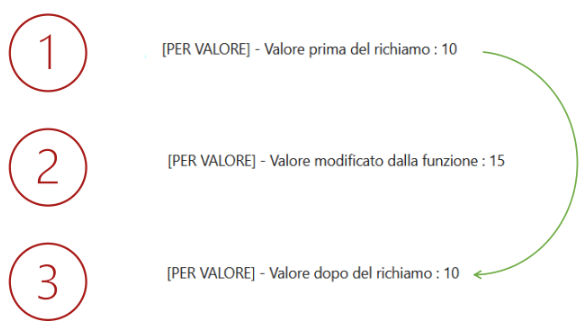 1
[PER VALORE] - Valore prima del richiamo : 10
2
[PER VALORE] - Valore modificato dalla funzione : 15
3
[PER VALORE] - Valore dopo del richiamo : 10